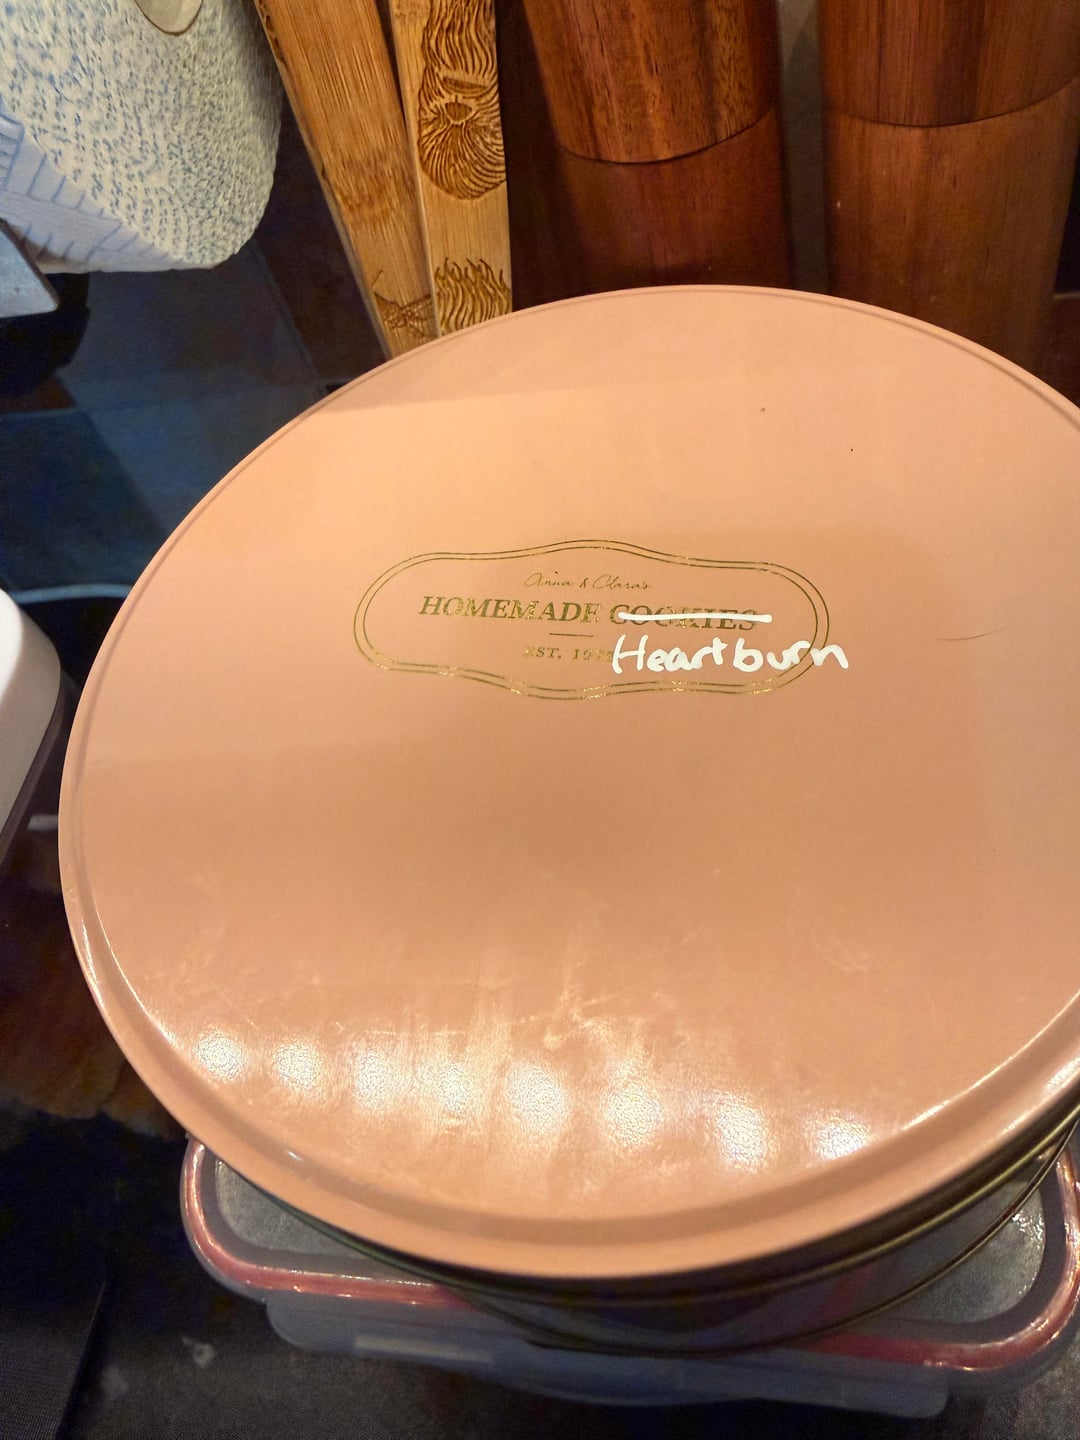 Anna & Clara's
HOMEMADE COOKIES
EST.
Heartburn